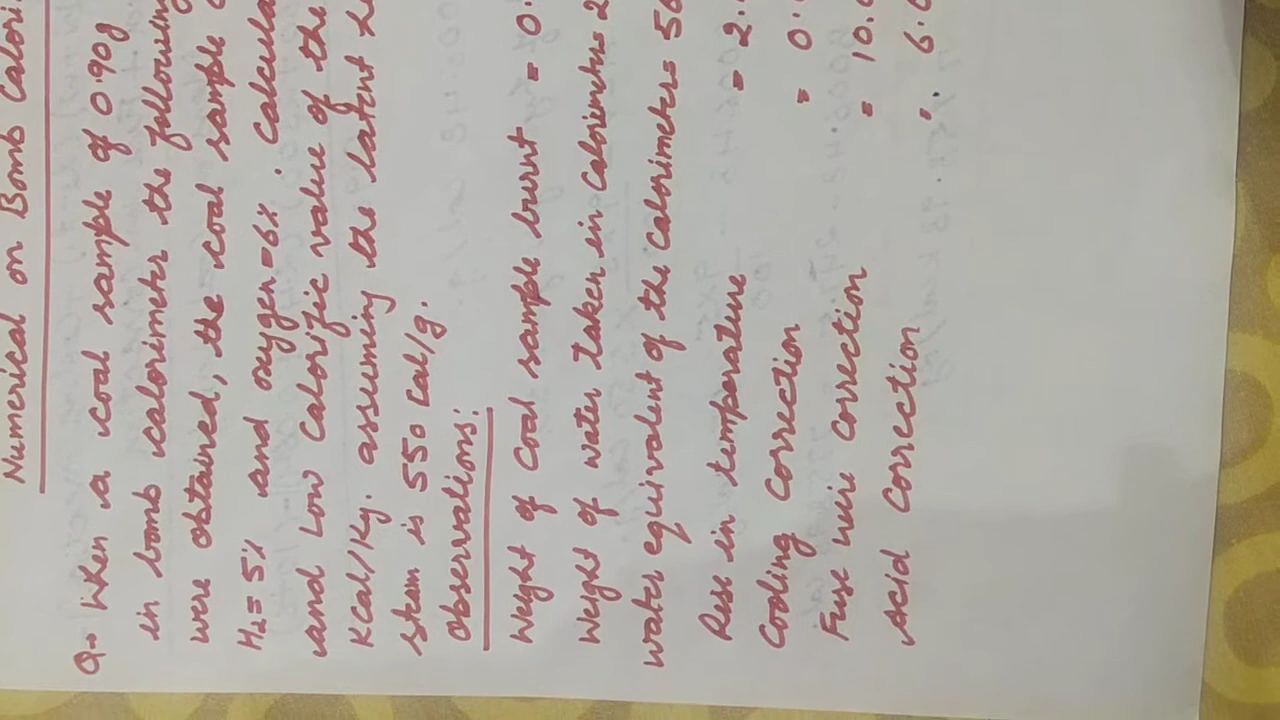 Numerical on Bomb Calori
Q→ When a coal sample of 0.90g
in bomb calorimeter the following
were obtained, the coal sample
H₂=5% and oxygen=6%. Calcula
and Low Calorific value of the
Kcal/Kg. assuming the latent he
steam is 550 Cal/g.
Observations:
Weight of Coal sample burnt = 0.
Weight of water taken in Calorimeter= 2
Water equivalent of the Calorimeter= 5
Rise in temperature = 2.
Cooling correction = 0.
Fuse wire correction = 10.
Acid correction : 6.